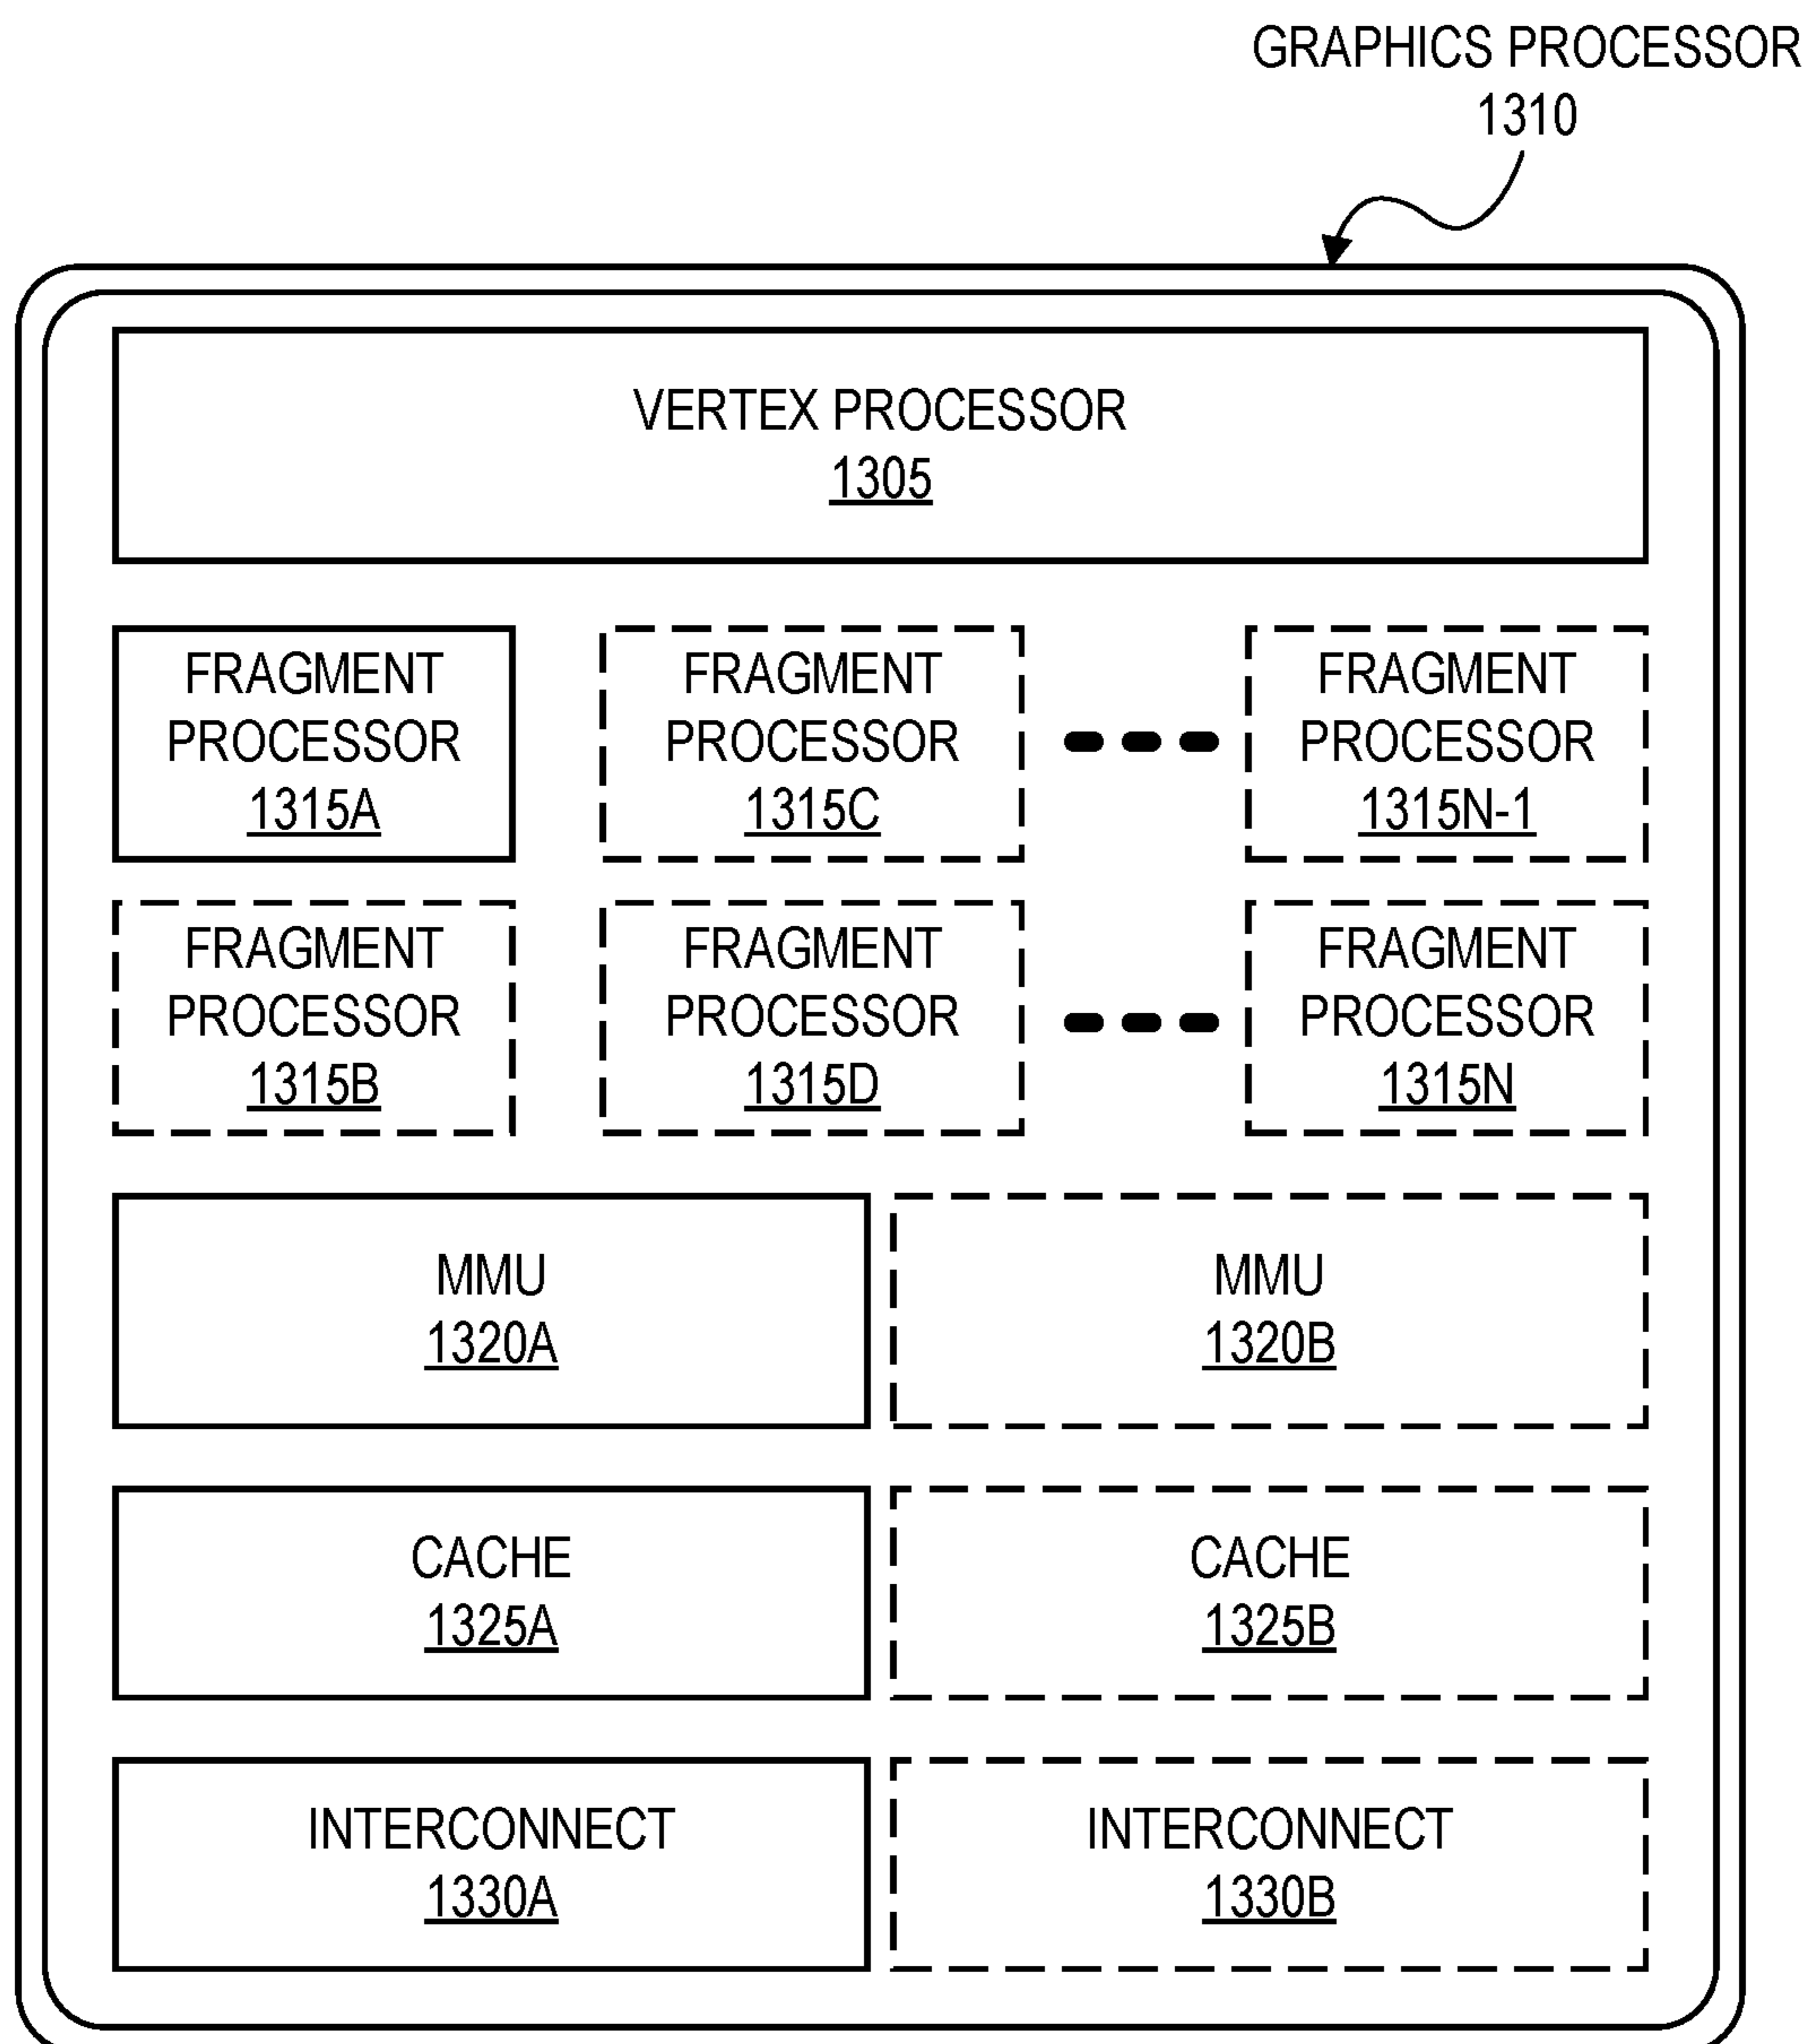 GRAPHICS PROCESSOR
1310
VERTEX PROCESSOR
1305
FRAGMENT
PROCESSOR
1315A
FRAGMENT
PROCESSOR
1315C
FRAGMENT
PROCESSOR
1315N-1
FRAGMENT
PROCESSOR
1315B
FRAGMENT
PROCESSOR
1315D
FRAGMENT
PROCESSOR
1315N
MMU
1320A
MMU
1320B
CACHE
1325A
CACHE
1325B
INTERCONNECT
1330A
INTERCONNECT
1330B